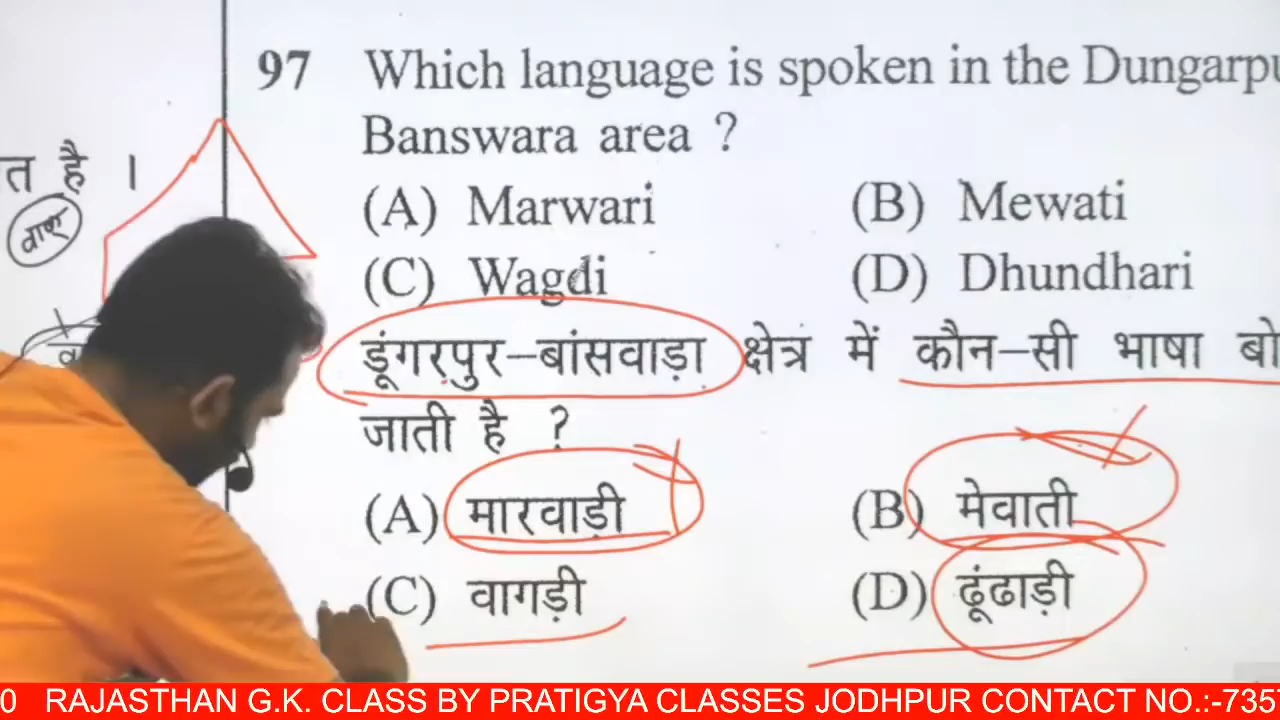 97 Which language is spoken in the Dungarpu
Banswara area ?
(A) Marwari (B) Mewati
(C) Wagdi (D) Dhundhari
डूंगरपुर–बांसवाड़ा क्षेत्र में कौन–सी भाषा बो
जाती है ?
(A) मारवाड़ी (B) मेवाती
(C) वागड़ी (D) ढूंढाड़ी
त है ।
0 RAJASTHAN G.K. CLASS BY PRATIGYA CLASSES JODHPUR CONTACT NO.:-735